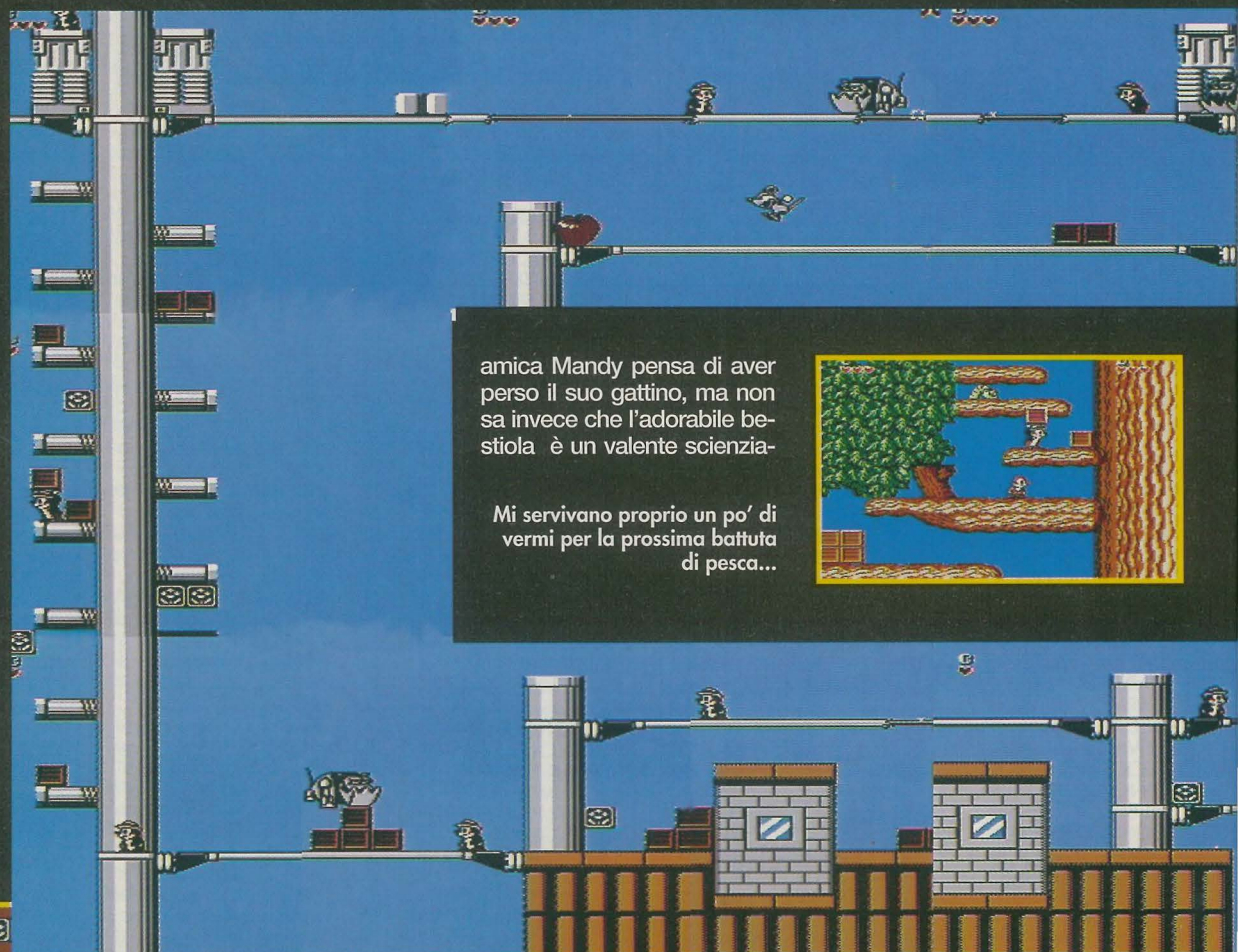 amica Mandy pensa di aver
perso il suo gattino, ma non
sa invece che l'adorabile be-
stiola è un valente scienzia-
Mi servivano proprio un po' di
vermi per la prossima battuta
di pesca...